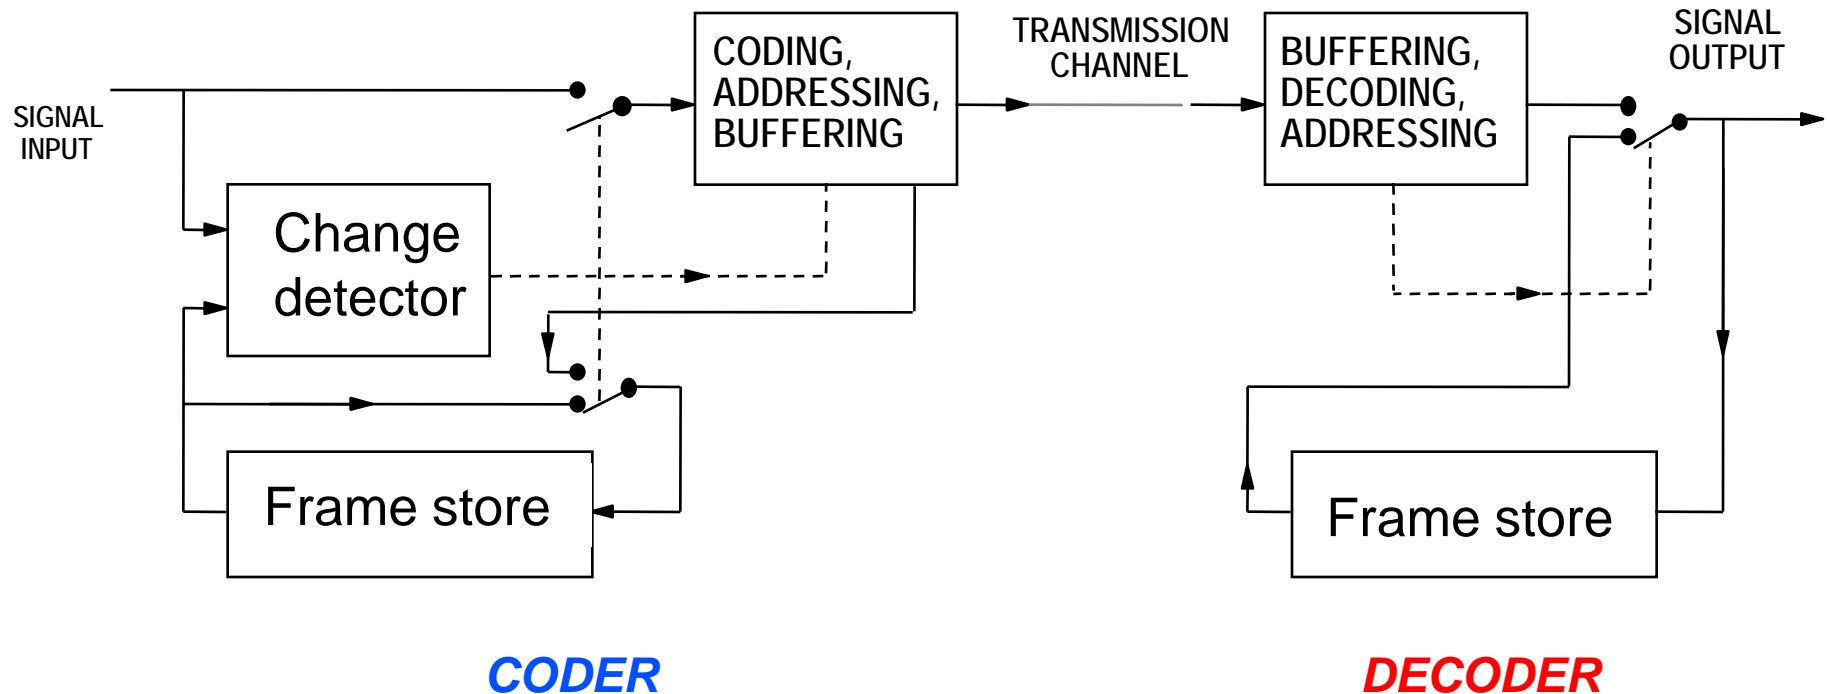 SIGNAL
INPUT
CODING,
ADDRESSING,
BUFFERING
TRANSMISSION
CHANNEL
BUFFERING,
DECODING,
ADDRESSING
SIGNAL
OUTPUT
Change
detector
Frame store
Frame store
CODER
DECODER